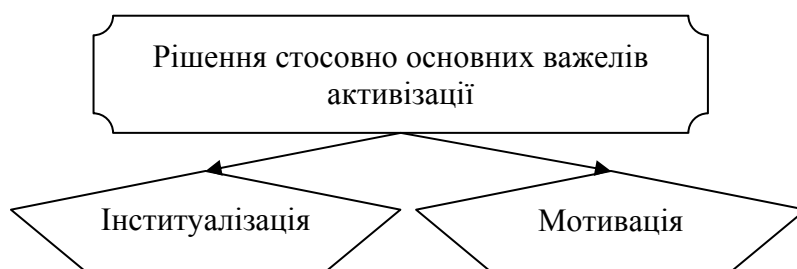 Рішення стосовно основних важелів
активізації
Інституалізація
Мотивація